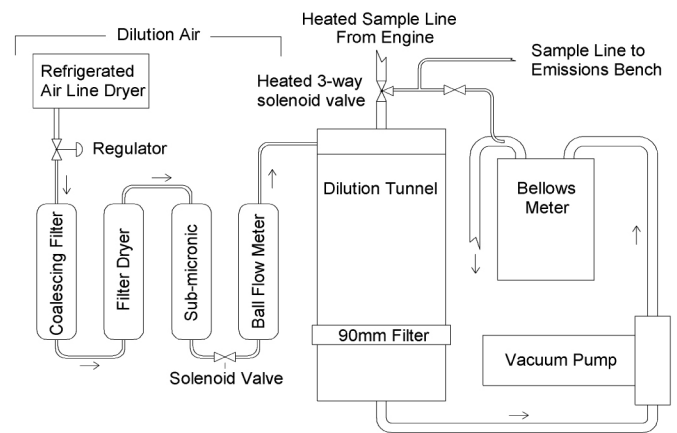 Dilution Air
Refrigerated
Air Line Dryer
Regulator
Coalescing Filter
Filter Dryer
Sub-micronic
Ball Flow Meter
Solenoid Valve
Heated Sample Line
From Engine
Heated 3-way
solenoid valve
Sample Line to
Emissions Bench
Dilution Tunnel
90mm Filter
Bellows
Meter
Vacuum Pump